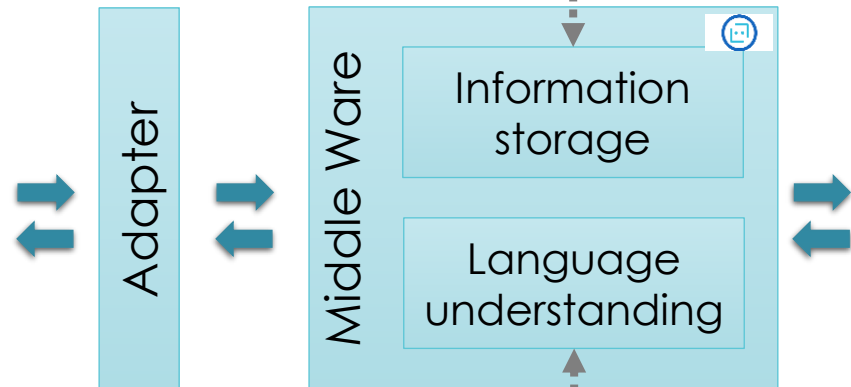 Adapter
Middle Ware
Information
storage
Language
understanding